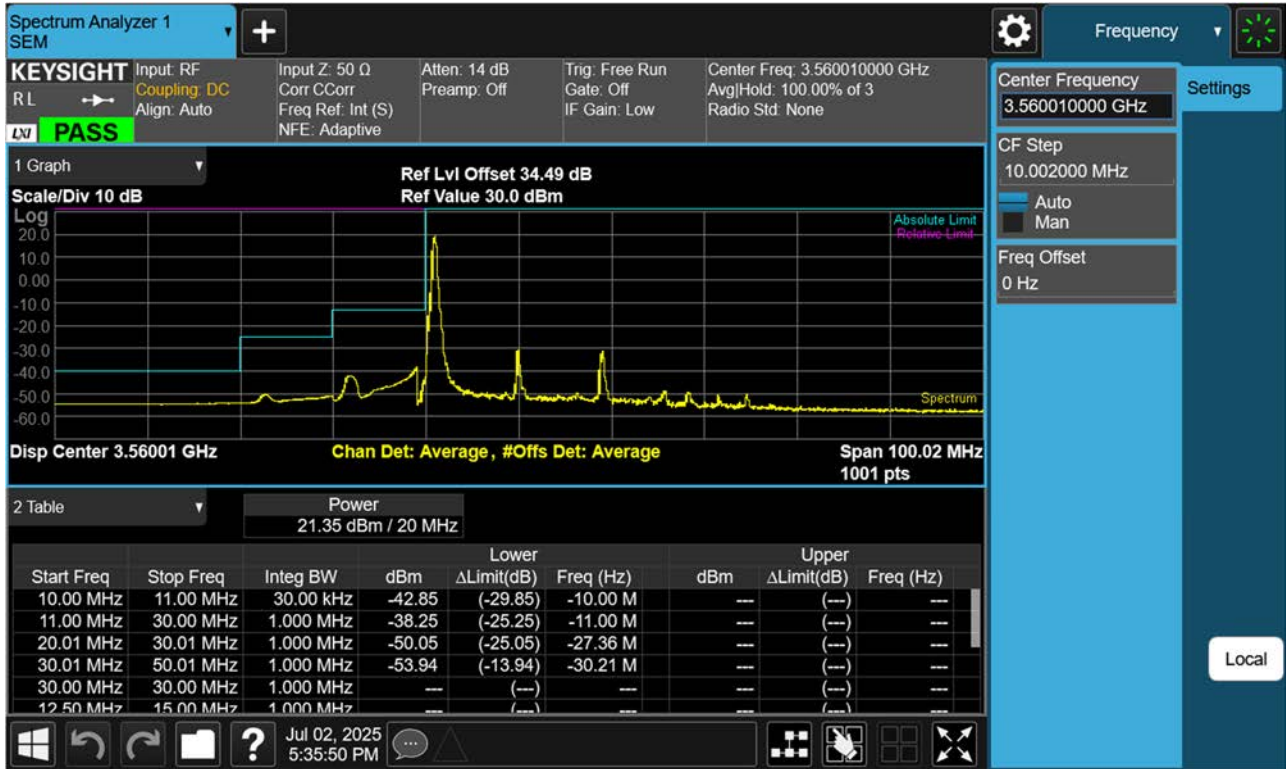 Spectrum Analyzer 1
SEM
Frequency
KEYSIGHT
RL
LXI
PASS
Input: RF
Coupling: DC
Align: Auto
Input Z: 50 Ω
Corr CCorr
Freq Ref: Int (S)
NFE: Adaptive
Atten: 14 dB
Preamp: Off
Trig: Free Run
Gate: Off
IF Gain: Low
Center Freq: 3.560010000 GHz
Avg|Hold: 100.00% of 3
Radio Std: None
Center Frequency
3.560010000 GHz
Settings
CF Step
10.002000 MHz
Auto
Man
Freq Offset
0 Hz
Local
1 Graph
Scale/Div 10 dB
Ref Lvl Offset 34.49 dB
Ref Value 30.0 dBm
Log
20.0
10.0
0.00
-10.0
-20.0
-30.0
-40.0
-50.0
-60.0
Absolute Limit
Relative Limit
Spectrum
Disp Center 3.56001 GHz
Chan Det: Average, #Offs Det: Average
Span 100.02 MHz
1001 pts
2 Table
Power
21.35 dBm / 20 MHz
Lower Upper
Start Freq Stop Freq Integ BW dBm ΔLimit(dB) Freq (Hz) dBm ΔLimit(dB) Freq (Hz)
10.00 MHz 11.00 MHz 30.00 kHz -42.85 (-29.85) -10.00 M --- (---) ---
11.00 MHz 30.00 MHz 1.000 MHz -38.25 (-25.25) -11.00 M --- (---) ---
20.01 MHz 30.01 MHz 1.000 MHz -50.05 (-25.05) -27.36 M --- (---) ---
30.01 MHz 50.01 MHz 1.000 MHz -53.94 (-13.94) -30.21 M --- (---) ---
30.00 MHz 30.00 MHz 1.000 MHz --- (---) --- --- (---) ---
12.50 MHz 15.00 MHz 1.000 MHz --- (---) --- --- (---) ---
?
Jul 02, 2025
5:35:50 PM